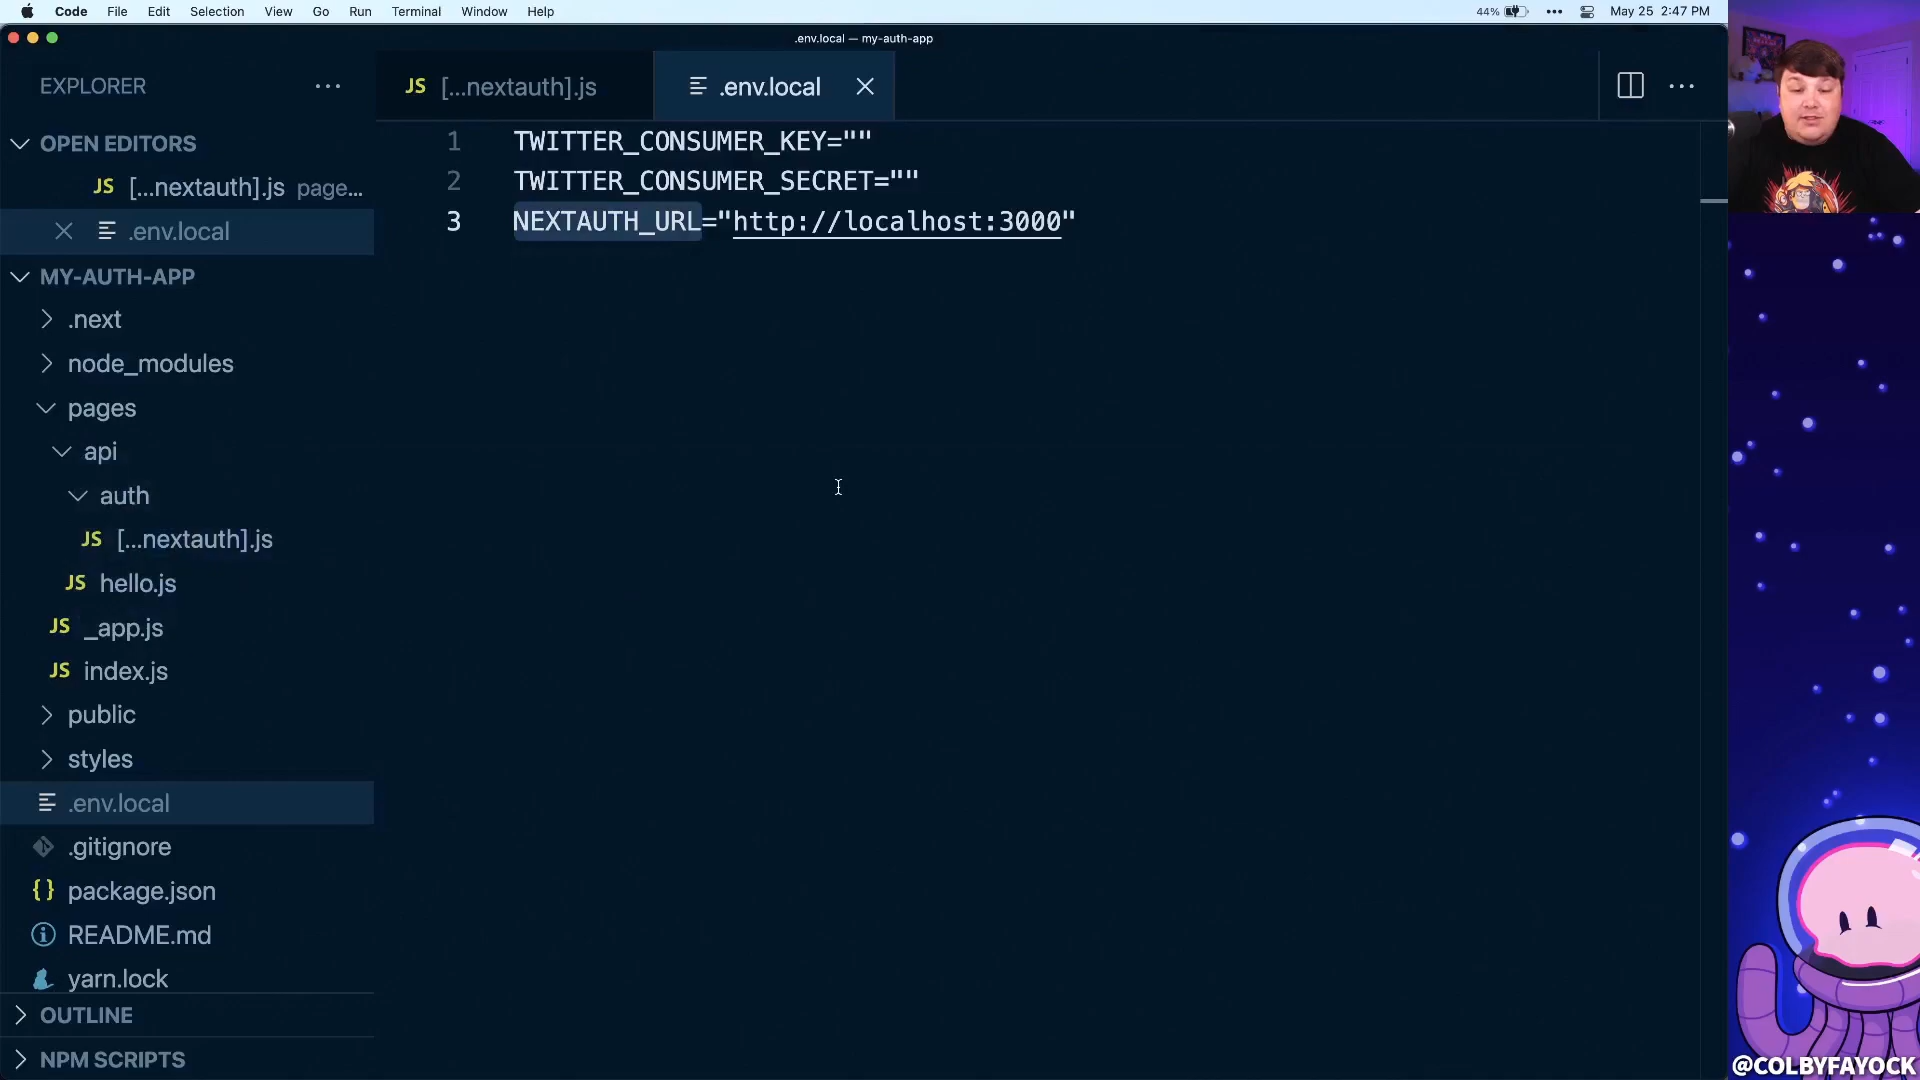 Code File Edit Selection View Go Run Terminal Window Help 44% May 25 2:47 PM
.env.local — my-auth-app
EXPLORER
JS [...nextauth].js
.env.local
OPEN EDITORS
JS [...nextauth].js page...
.env.local
MY-AUTH-APP
.next
node_modules
pages
api
auth
JS [...nextauth].js
JS hello.js
JS _app.js
JS index.js
public
styles
.env.local
.gitignore
{} package.json
README.md
yarn.lock
OUTLINE
NPM SCRIPTS
1 TWITTER_CONSUMER_KEY=""
2 TWITTER_CONSUMER_SECRET=""
3 NEXTAUTH_URL="http://localhost:3000"
@COLBYFAYOCK